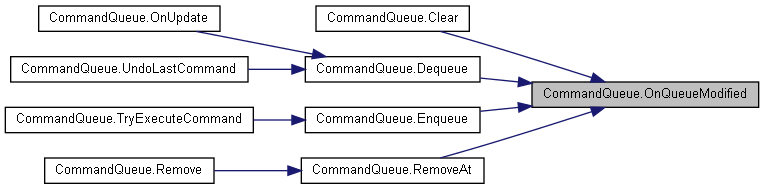 CommandQueue.OnUpdate
CommandQueue.Clear
CommandQueue.UndoLastCommand
CommandQueue.Dequeue
CommandQueue.OnQueueModified
CommandQueue.TryExecuteCommand
CommandQueue.Enqueue
CommandQueue.Remove
CommandQueue.RemoveAt